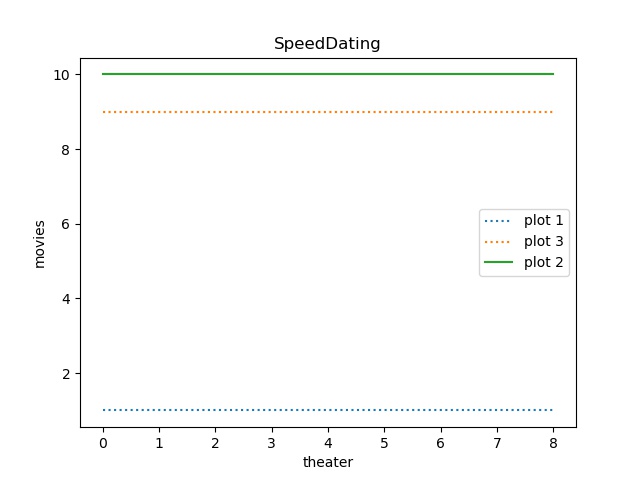 SpeedDating
10
8
6
4
2
movies
plot 1
plot 3
plot 2
0 1 2 3 4 5 6 7 8
theater